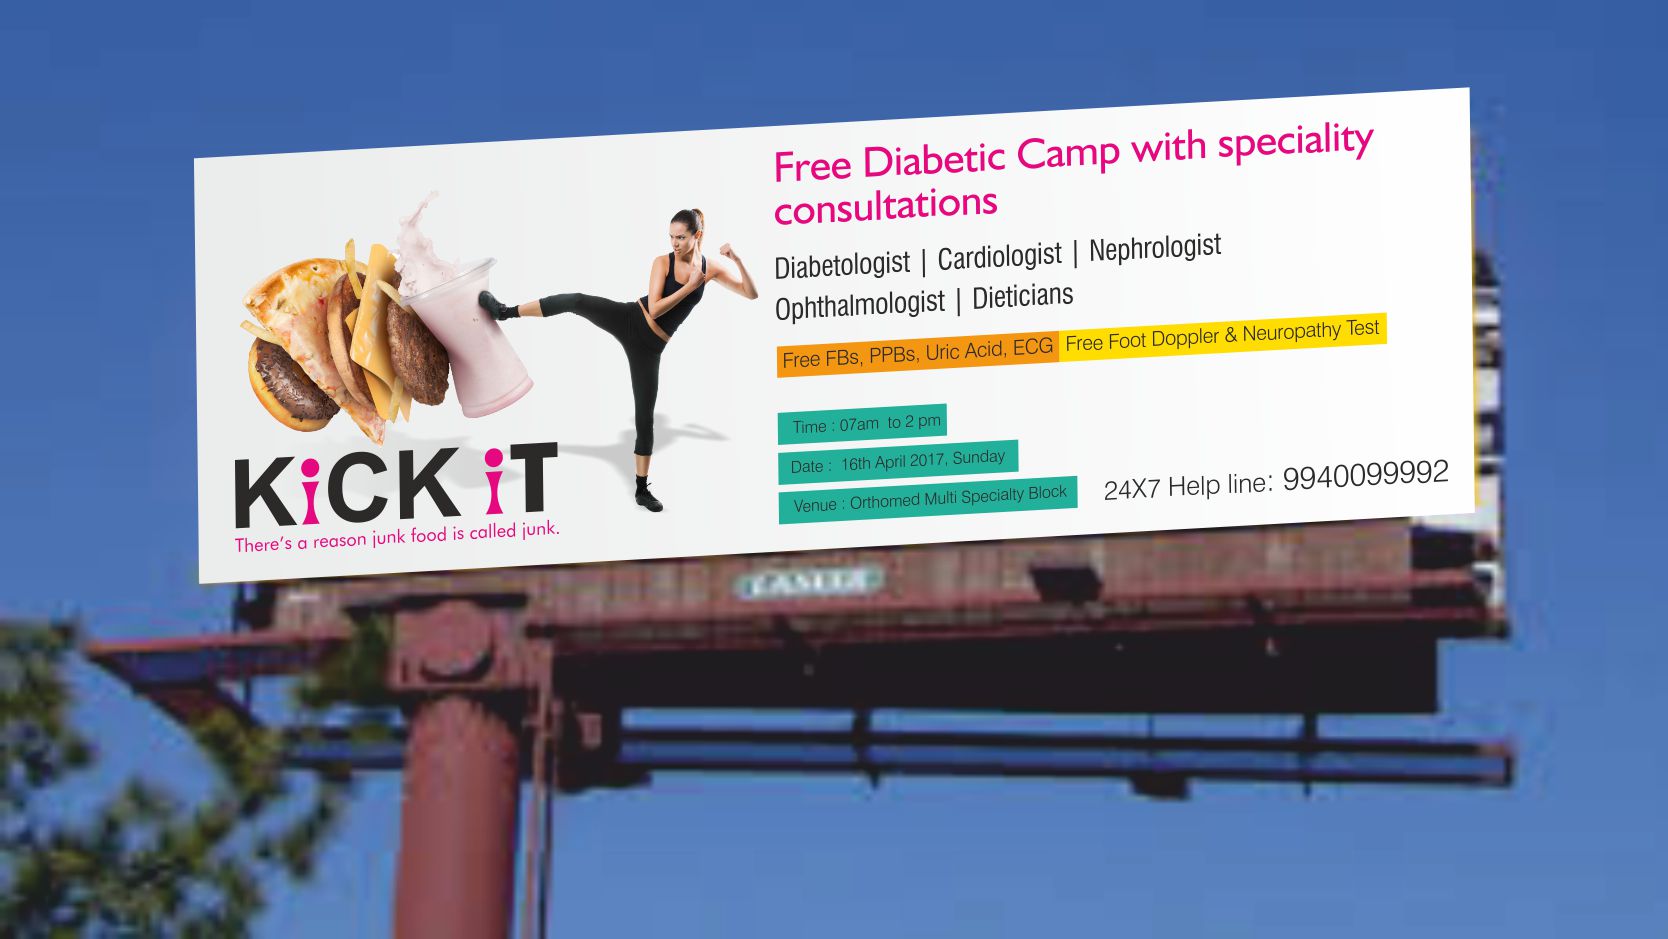 Free Diabetic Camp with speciality
consultations
Diabetologist | Cardiologist | Nephrologist
Ophthalmologist | Dieticians
Free FBs, PPBs, Uric Acid, ECG Free Foot Doppler & Neuropathy Test
Time : 07am to 2 pm
Date : 16th April 2017, Sunday
Venue : Orthomed Multi Specialty Block
24X7 Help line: 9940099992
KiCK iT
There's a reason junk food is called junk.